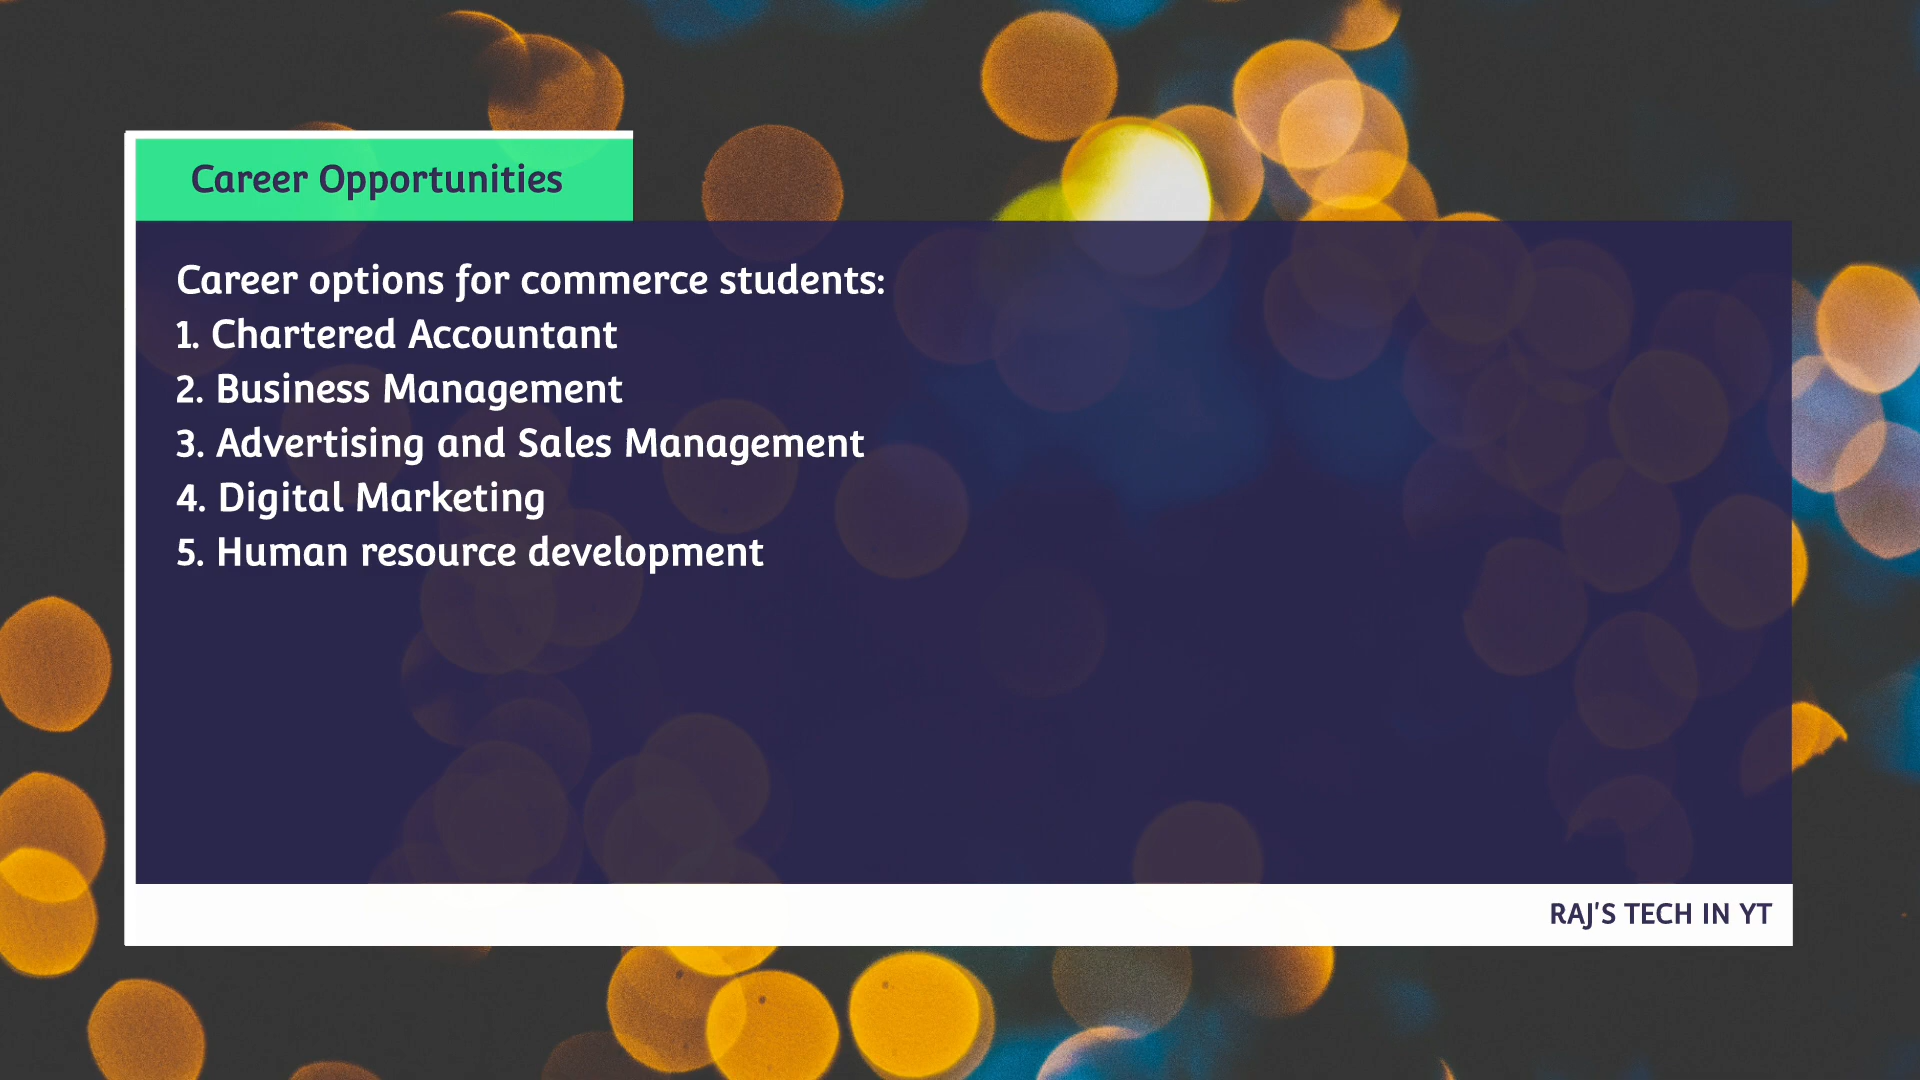 Career Opportunities
Career options for commerce students:
1. Chartered Accountant
2. Business Management
3. Advertising and Sales Management
4. Digital Marketing
5. Human resource development
RAJ'S TECH IN YT